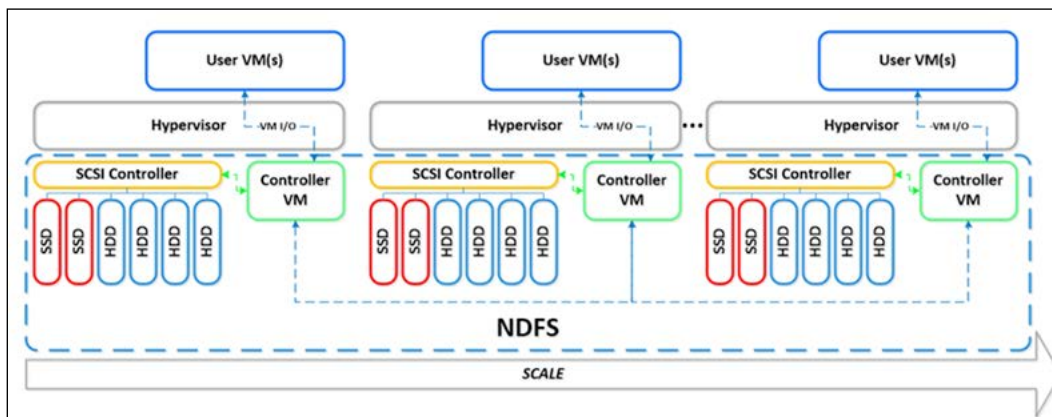 User VM(s) User VM(s) User VM(s)
Hypervisor VM I/O Hypervisor VM I/O ••• Hypervisor VM I/O
SCSI Controller Controller VM SCSI Controller Controller VM SCSI Controller Controller VM
SSD SSD HDD HDD HDD HDD SSD SSD HDD HDD HDD HDD SSD SSD HDD HDD HDD HDD
NDFS
SCALE